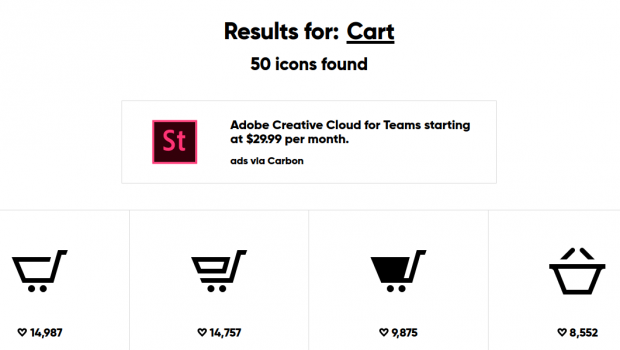 Results for: Cart
50 icons found
St
Adobe Creative Cloud for Teams starting
at $29.99 per month.
ads via Carbon
14,987
14,757
9,875
8,552